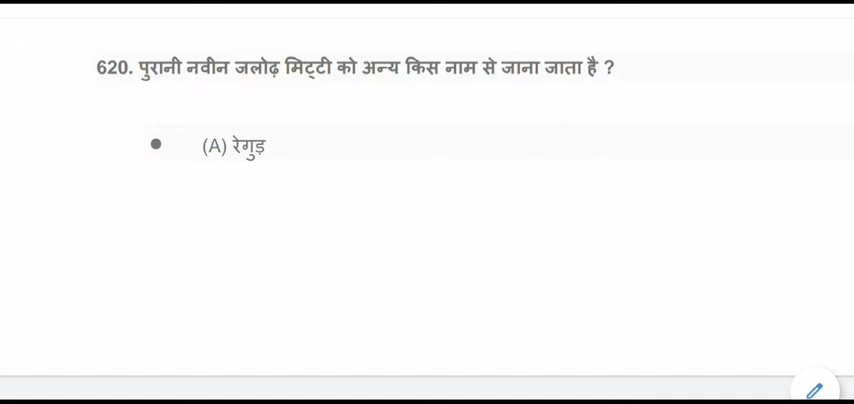 620. पुरानी नवीन जलोढ़ मिट्टी को अन्य किस नाम से जाना जाता है ?
(A) रेगुड़